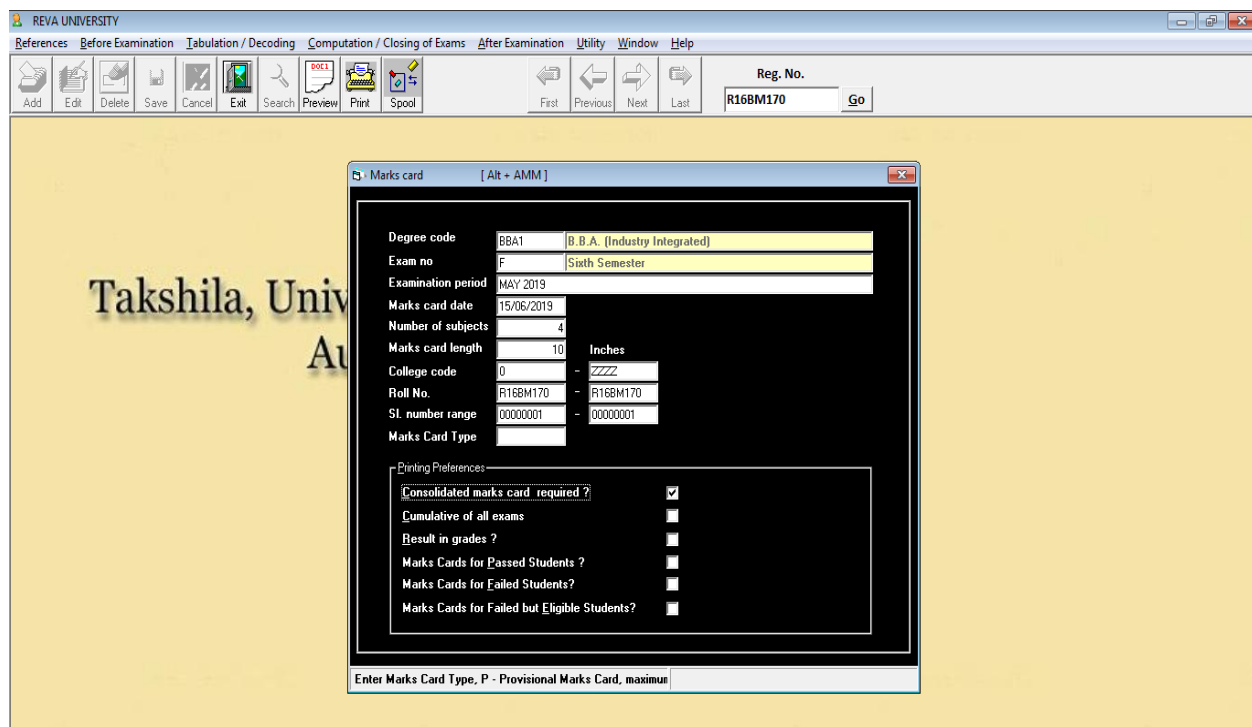 REVA UNIVERSITY
References Before Examination Tabulation / Decoding Computation / Closing of Exams After Examination Utility Window Help
DOC1
Add Edit Delete Save Cancel Exit Search Preview Print Spool First Previous Next Last
Reg. No.
R16BM170 Go
Takshila, Univ
Au
Marks card [ Alt + AMM ]
Degree code BBA1 B.B.A. (Industry Integrated)
Exam no F Sixth Semester
Examination period MAY 2019
Marks card date 15/06/2019
Number of subjects 4
Marks card length 10 Inches
College code 0 - ZZZZ
Roll No. R16BM170 - R16BM170
Sl. number range 00000001 - 00000001
Marks Card Type
Printing Preferences
Consolidated marks card required ?
Cumulative of all exams
Result in grades ?
Marks Cards for Passed Students ?
Marks Cards for Failed Students?
Marks Cards for Failed but Eligible Students?
Enter Marks Card Type, P - Provisional Marks Card, maximum